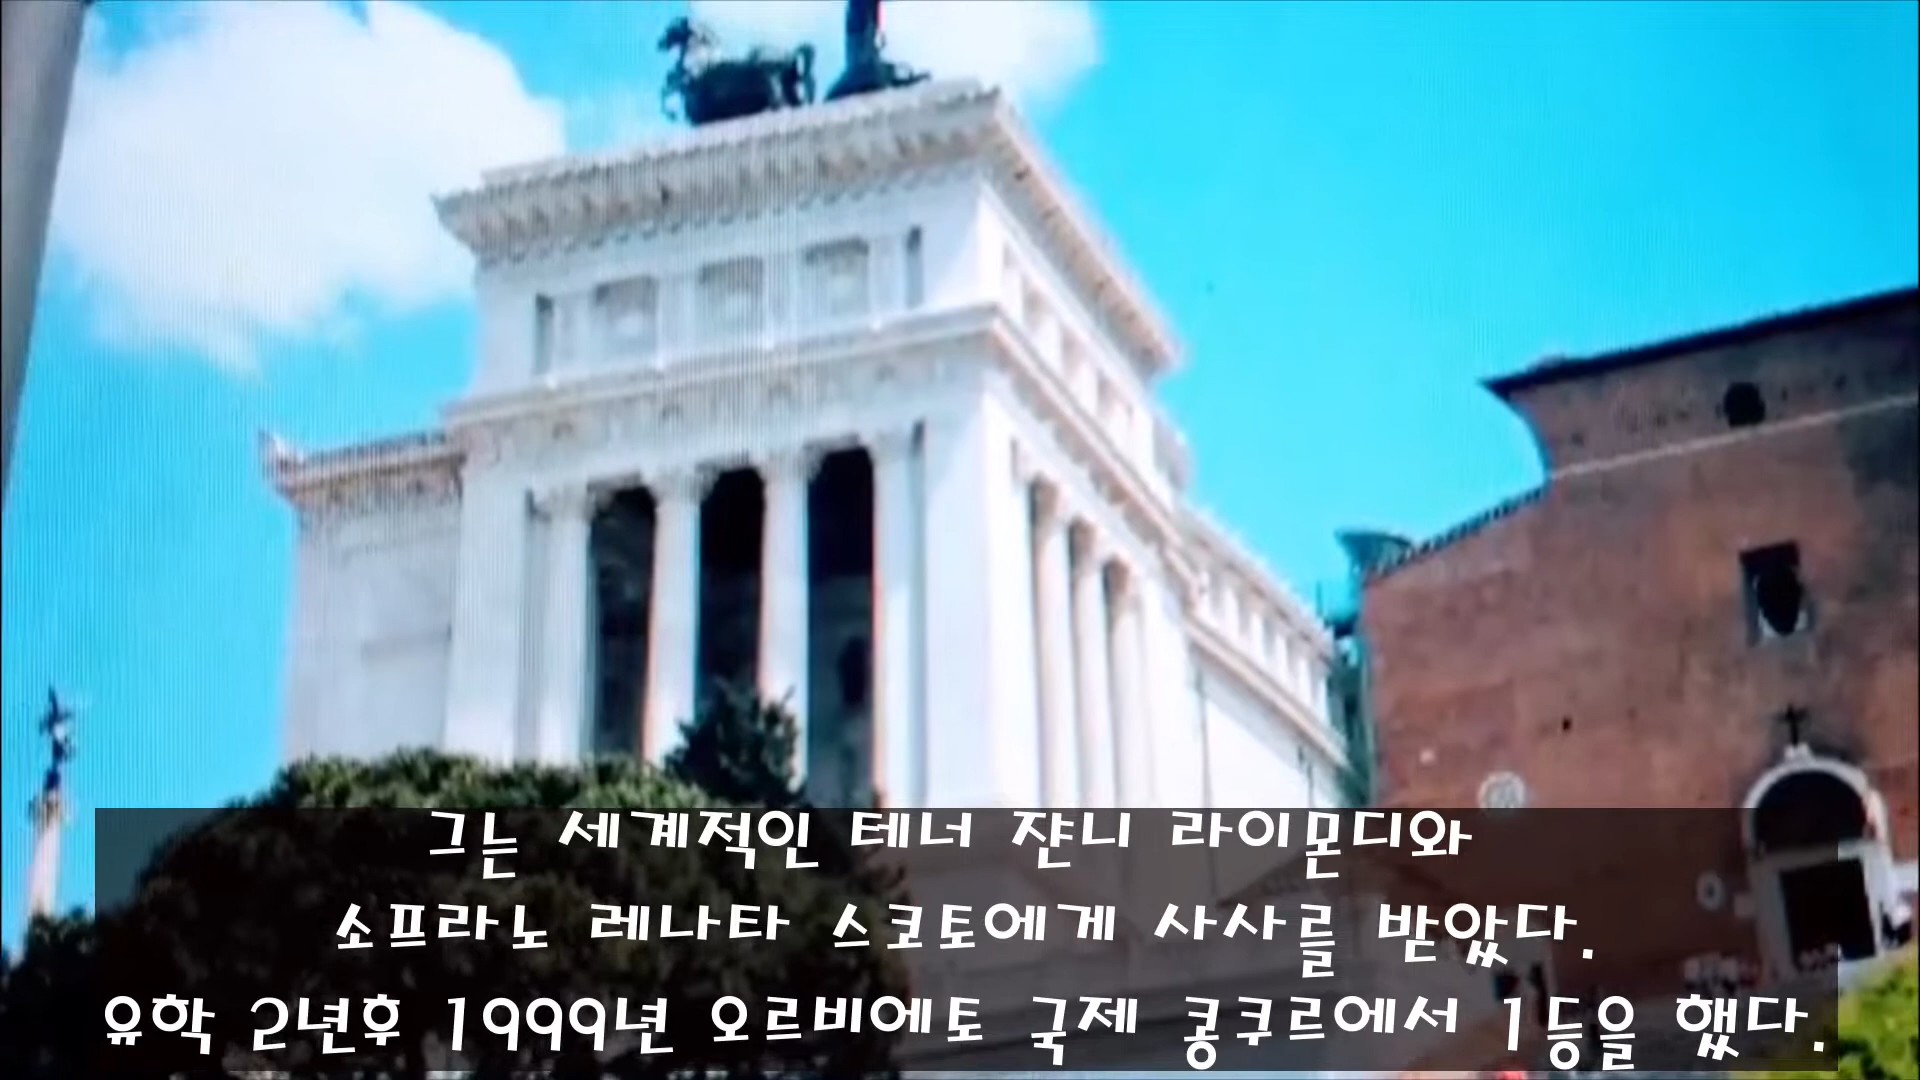 그는 세계적인 테너 쟌니 라이몬디와
소프라노 레나타 스코토에게 사사를 받았다.
유학 2년후 1999년 오르비에토 국제 콩쿠르에서 1등을 했다.